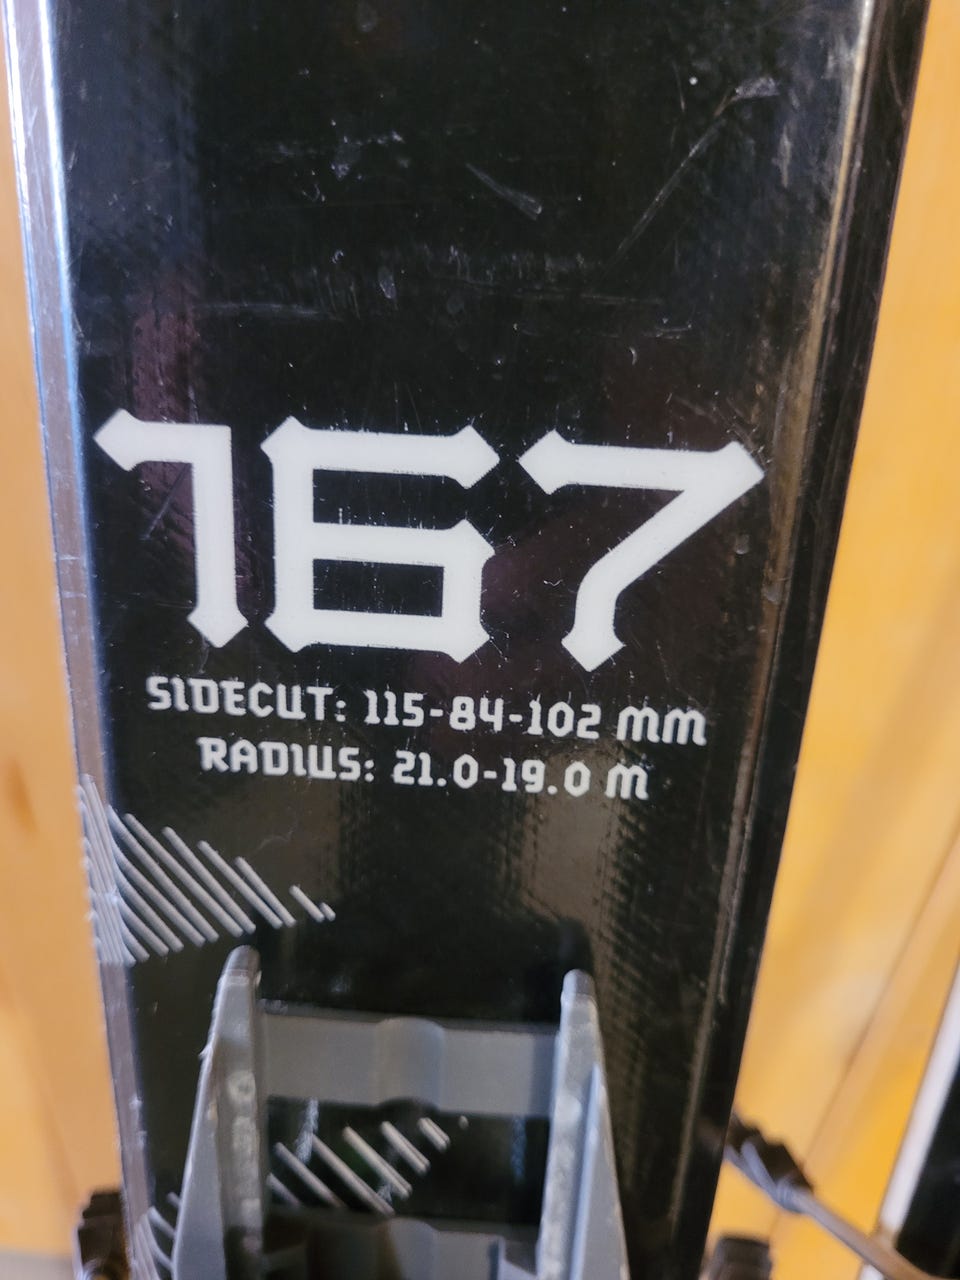 167
SIDECUT: 115-84-102 MM
RADIUS: 21.0-19.0 M